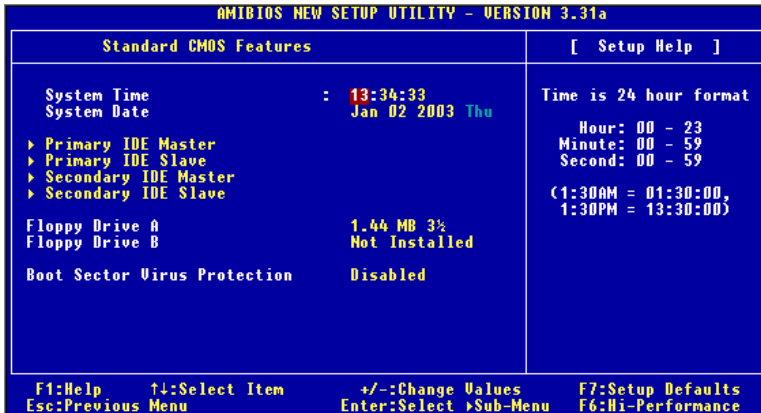 AMIBIOS NEW SETUP UTILITY - VERSION 3.31a
Standard CMOS Features
[ Setup Help ]
System Time : 13:34:33
System Date Jan 02 2003 Thu
▸ Primary IDE Master
▸ Primary IDE Slave
▸ Secondary IDE Master
▸ Secondary IDE Slave
Floppy Drive A 1.44 MB 3½
Floppy Drive B Not Installed
Boot Sector Virus Protection Disabled
Time is 24 hour format
Hour: 00 - 23
Minute: 00 - 59
Second: 00 - 59
(1:30AM = 01:30:00,
1:30PM = 13:30:00)
F1:Help ↑↓:Select Item +/-:Change Values F7:Setup Defaults
Esc:Previous Menu Enter:Select ▸Sub-Menu F6:Hi-Performance